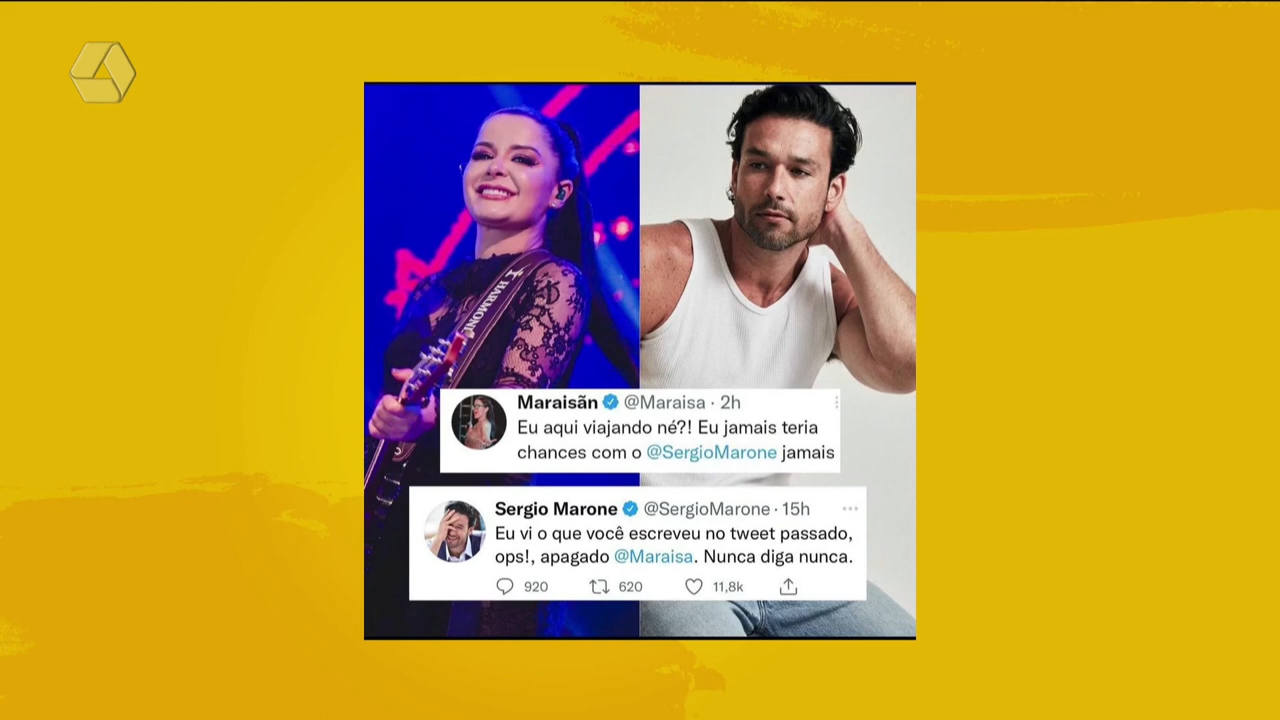 HARMONI
Maraisãn @Maraisa · 2h
Eu aqui viajando né?! Eu jamais teria
chances com o @SergioMarone jamais
Sergio Marone @SergioMarone · 15h
Eu vi o que você escreveu no tweet passado,
ops!, apagado @Maraisa. Nunca diga nunca.
920 620 11,8k